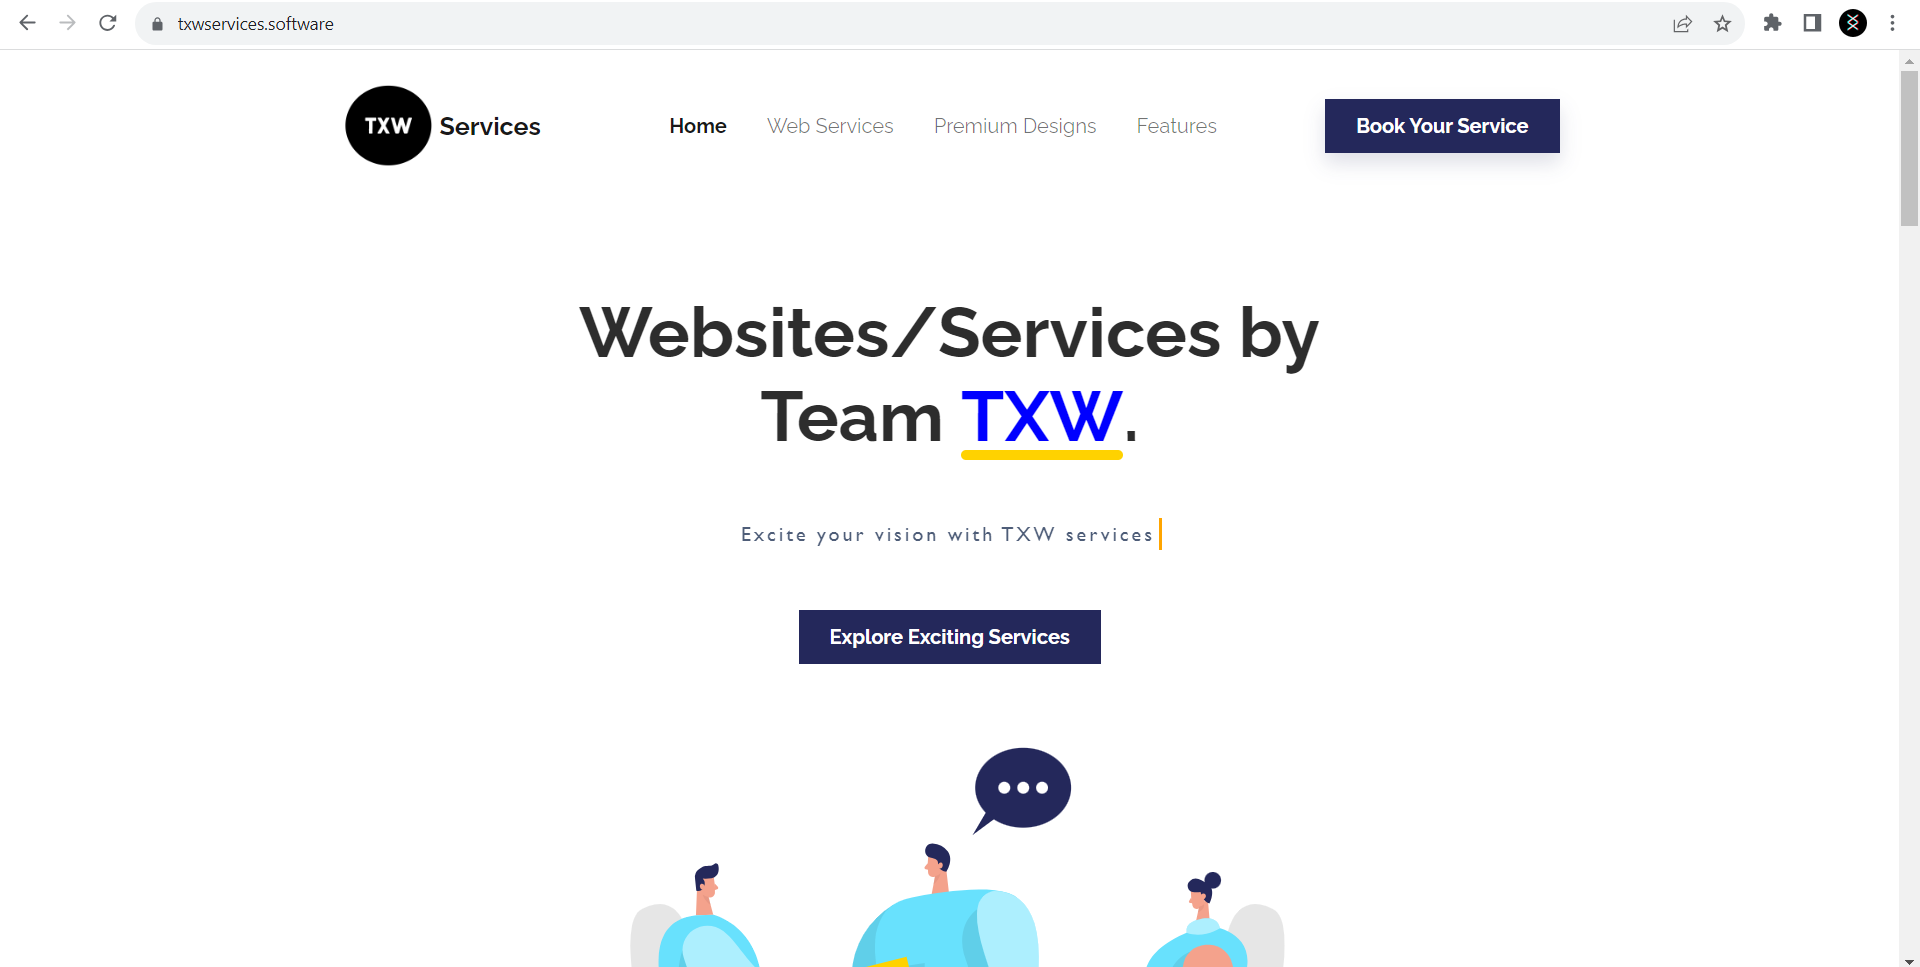 txwservices.software
TXW Services
Home Web Services Premium Designs Features
Book Your Service
Websites/Services by
Team TXW.
Excite your vision with TXW services
Explore Exciting Services